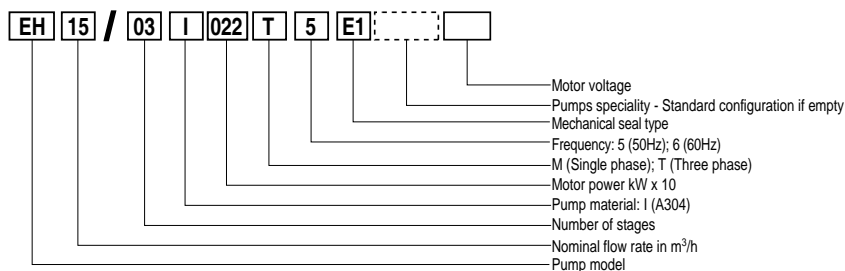 EH 15 / 03 I 022 T 5 E1
Motor voltage
Pumps speciality - Standard configuration if empty
Mechanical seal type
Frequency: 5 (50Hz); 6 (60Hz)
M (Single phase); T (Three phase)
Motor power kW x 10
Pump material: I (A304)
Number of stages
Nominal flow rate in m³/h
Pump model